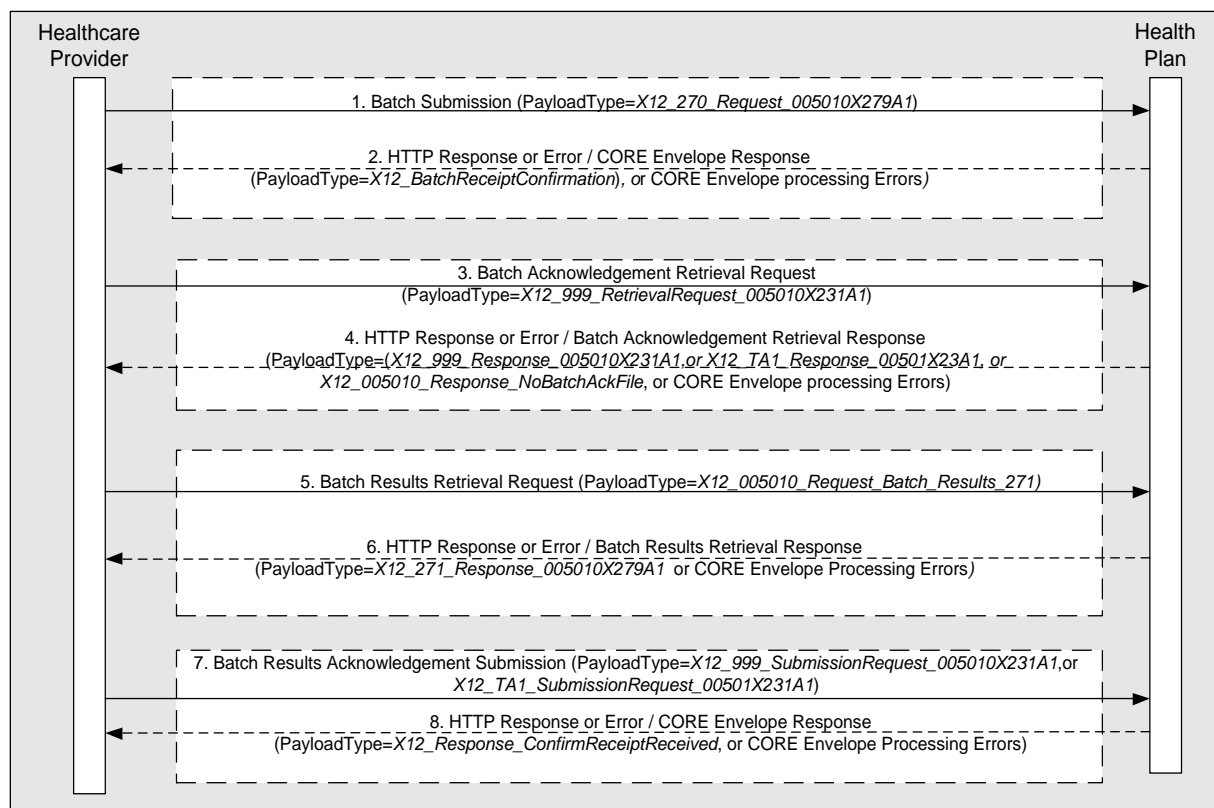 Healthcare
Provider
Health
Plan
1. Batch Submission (PayloadType=X12_270_Request_005010X279A1)
2. HTTP Response or Error / CORE Envelope Response
(PayloadType=X12_BatchReceiptConfirmation), or CORE Envelope processing Errors)
3. Batch Acknowledgement Retrieval Request
(PayloadType=X12_999_RetrievalRequest_005010X231A1)
4. HTTP Response or Error / Batch Acknowledgement Retrieval Response
(PayloadType=(X12_999_Response_005010X231A1,or X12_TA1_Response_00501X23A1, or
X12_005010_Response_NoBatchAckFile, or CORE Envelope processing Errors)
5. Batch Results Retrieval Request (PayloadType=X12_005010_Request_Batch_Results_271)
6. HTTP Response or Error / Batch Results Retrieval Response
(PayloadType=X12_271_Response_005010X279A1 or CORE Envelope Processing Errors)
7. Batch Results Acknowledgement Submission (PayloadType=X12_999_SubmissionRequest_005010X231A1,or
X12_TA1_SubmissionRequest_00501X231A1)
8. HTTP Response or Error / CORE Envelope Response
(PayloadType=X12_Response_ConfirmReceiptReceived, or CORE Envelope Processing Errors)